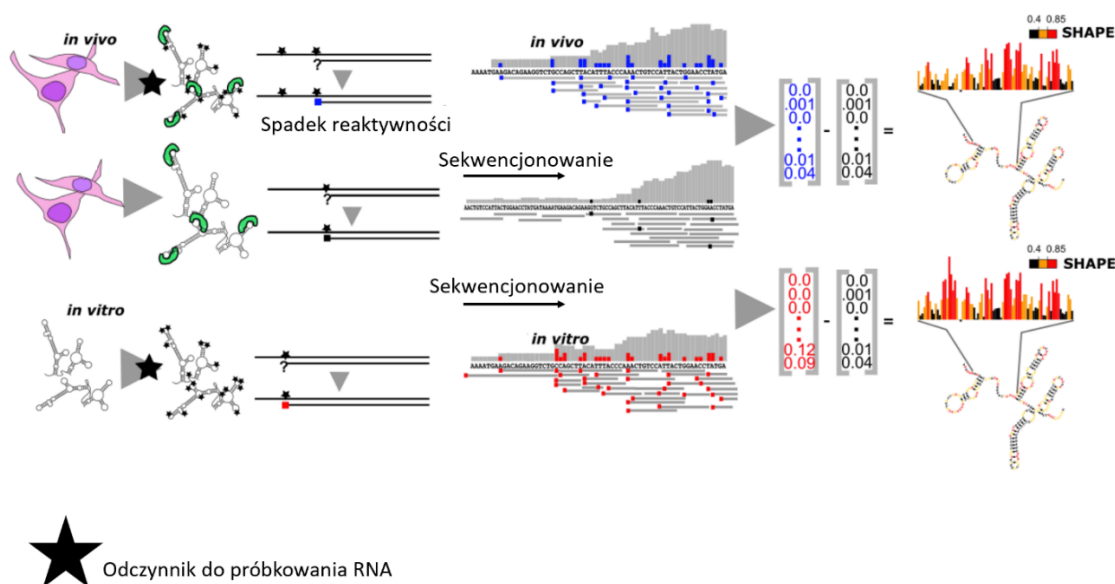 in vivo
?
?
Spadek reaktywności
in vivo
AAAATGAAGACAGAAGGTCTGCCAGCTTACATTTACCCAAACTGTCCATTACTGGAACCTATGA
0.0
.001
0.0
0.01
0.04
-
0.0
.001
0.0
0.01
0.04
=
0.4 0.85
SHAPE
?
Sekwencjonowanie
AACTGTCCATTACTGGAACCTATGATAAAATGAAGACAGAAGGTCTGCCAGCTTACATTTACCCAAACTGTCCATTACTGGAACCTATGA
Sekwencjonowanie
in vitro
?
in vitro
AAAATGAAGACAGAAGGTCTGCCAGCTTACATTTACCCAAACTGTCCATTACTGGAACCTATGA
0.0
0.0
0.0
0.12
0.09
-
0.0
.001
0.0
0.01
0.04
=
0.4 0.85
SHAPE
Odczynnik do próbkowania RNA